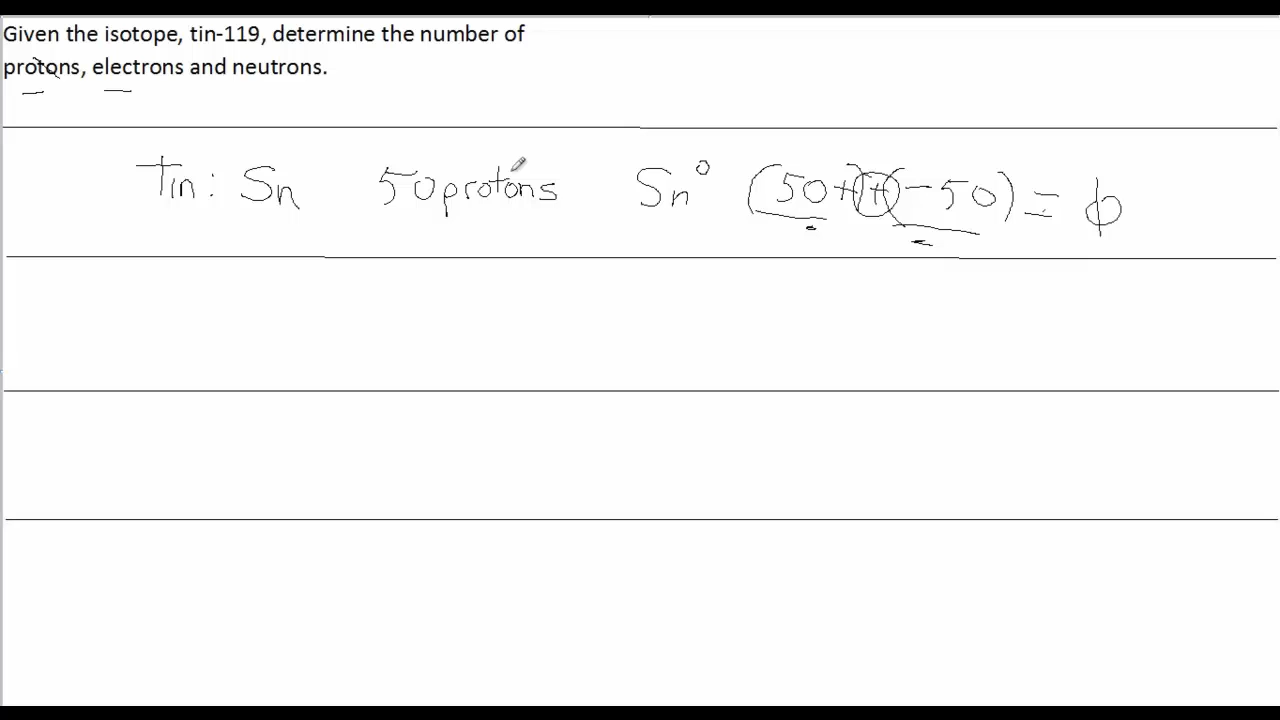 Given the isotope, tin-119, determine the number of
protons, electrons and neutrons.
Tin: Sn 50 protons Sn⁰ (50+)+(-50) = ϕ